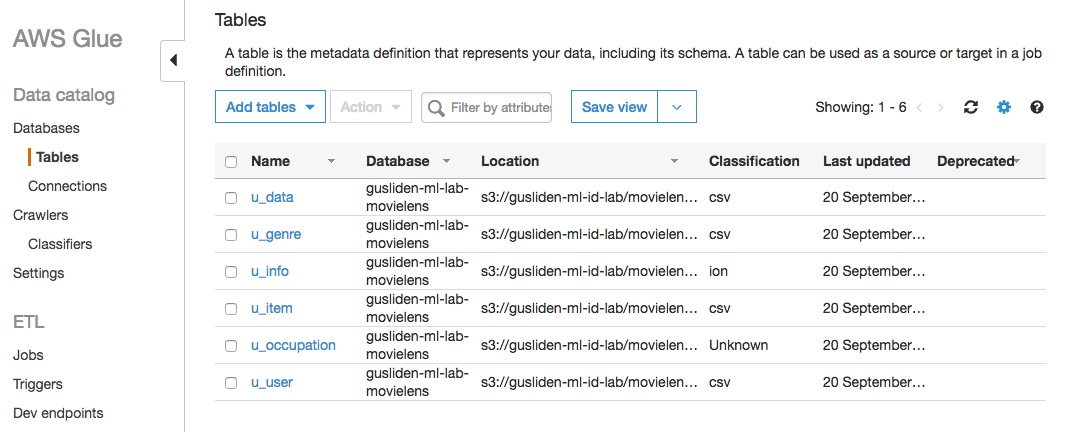 AWS Glue
Data catalog
Databases
Tables
Connections
Crawlers
Classifiers
Settings
ETL
Jobs
Triggers
Dev endpoints
Tables
A table is the metadata definition that represents your data, including its schema. A table can be used as a source or target in a job
definition.
Add tables Action Filter by attributes Save view Showing: 1 - 6
Name Database Location Classification Last updated Deprecated
u_data gusliden-ml-lab-movielens s3://gusliden-ml-id-lab/movielen... csv 20 September...
u_genre gusliden-ml-lab-movielens s3://gusliden-ml-id-lab/movielen... csv 20 September...
u_info gusliden-ml-lab-movielens s3://gusliden-ml-id-lab/movielen... ion 20 September...
u_item gusliden-ml-lab-movielens s3://gusliden-ml-id-lab/movielen... csv 20 September...
u_occupation gusliden-ml-lab-movielens s3://gusliden-ml-id-lab/movielen... Unknown 20 September...
u_user gusliden-ml-lab-movielens s3://gusliden-ml-id-lab/movielen... csv 20 September...